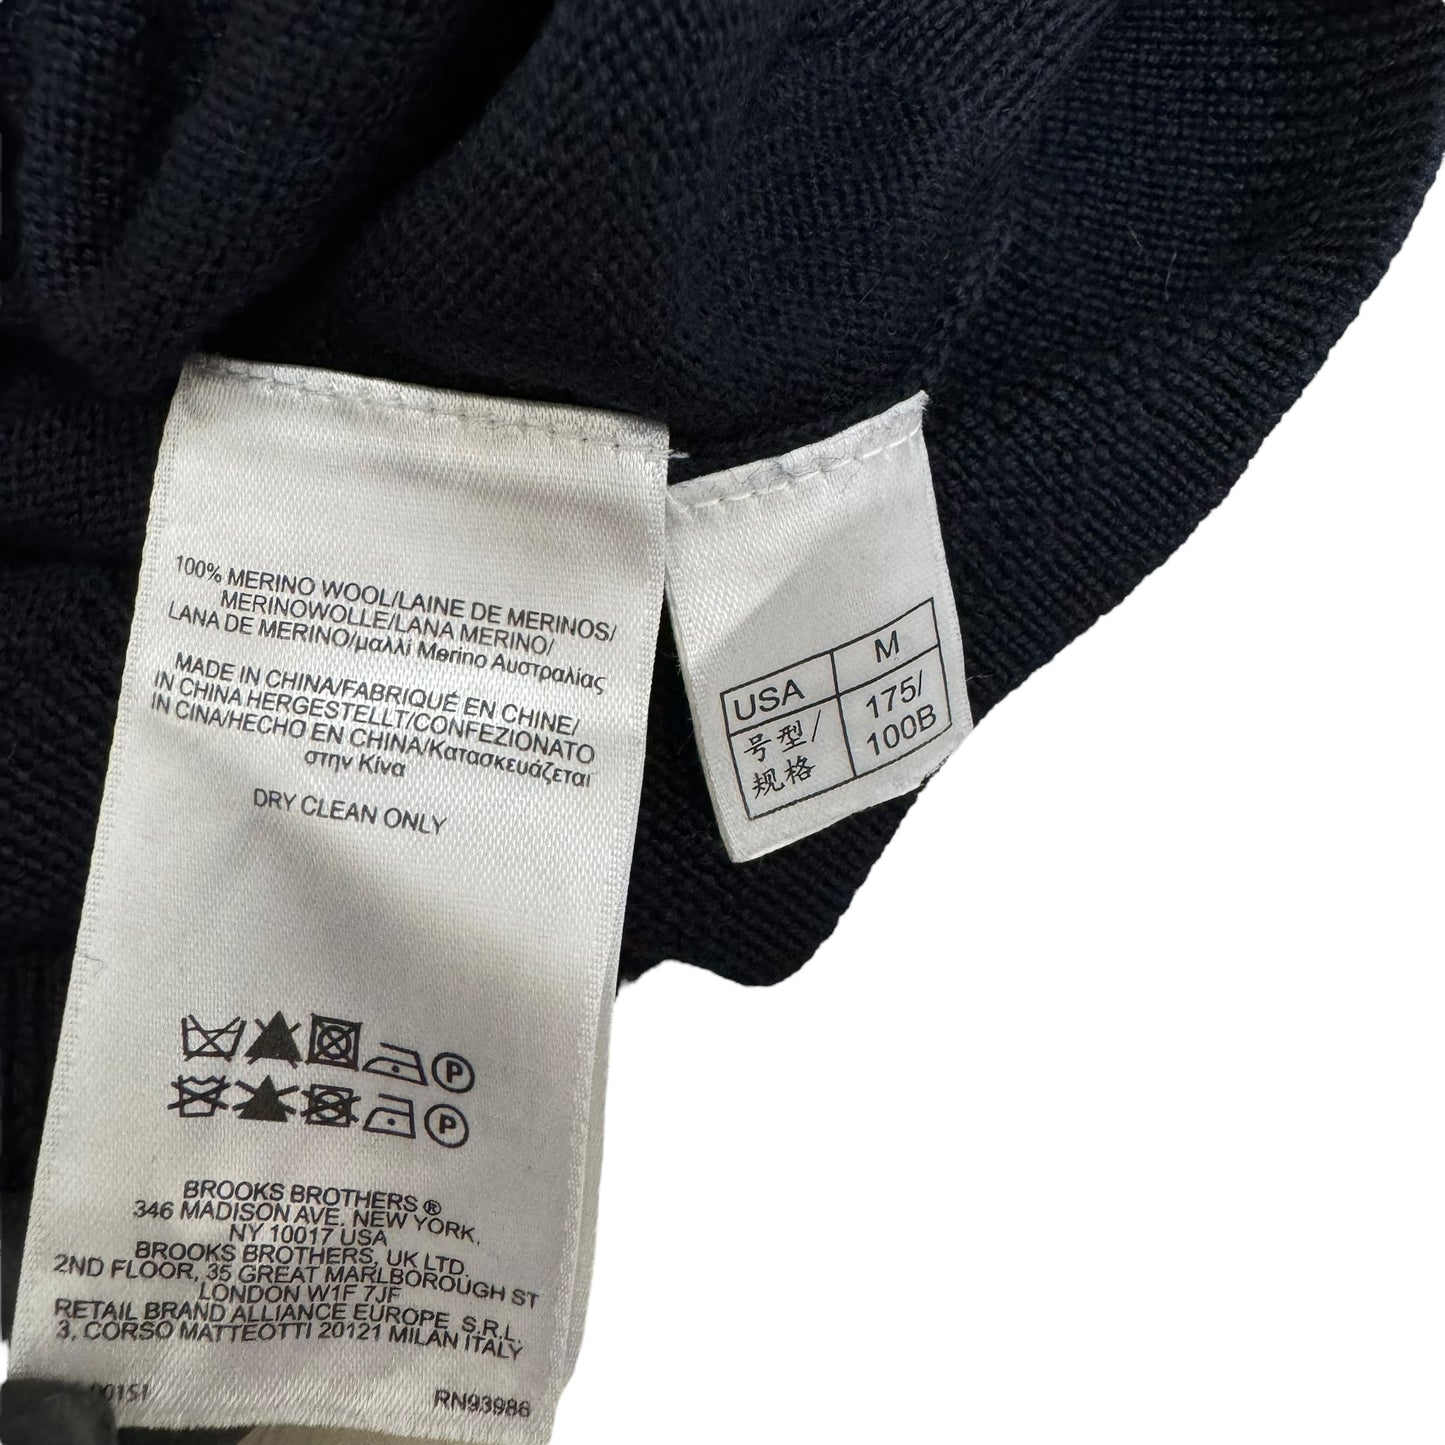 100% MERINO WOOL/LAINE DE MERINOS/
MERINOWOLLE/LANA MERINO/
LANA DE MERINO/μαλλί Merino Αυστραλίας
MADE IN CHINA/FABRIQUÉ EN CHINE/
IN CHINA HERGESTELLT/CONFEZIONATO
IN CINA/HECHO EN CHINA/Κατασκευάζεται
στην Κίνα
DRY CLEAN ONLY
P
P
BROOKS BROTHERS ®
346 MADISON AVE. NEW YORK,
NY 10017 USA
BROOKS BROTHERS, UK LTD.
2ND FLOOR, 35 GREAT MARLBOROUGH ST
LONDON W1F 7JF
RETAIL BRAND ALLIANCE EUROPE S.R.L.
3, CORSO MATTEOTTI 20121 MILAN ITALY
RN93986
USA M
号型/ 175/
规格 100B